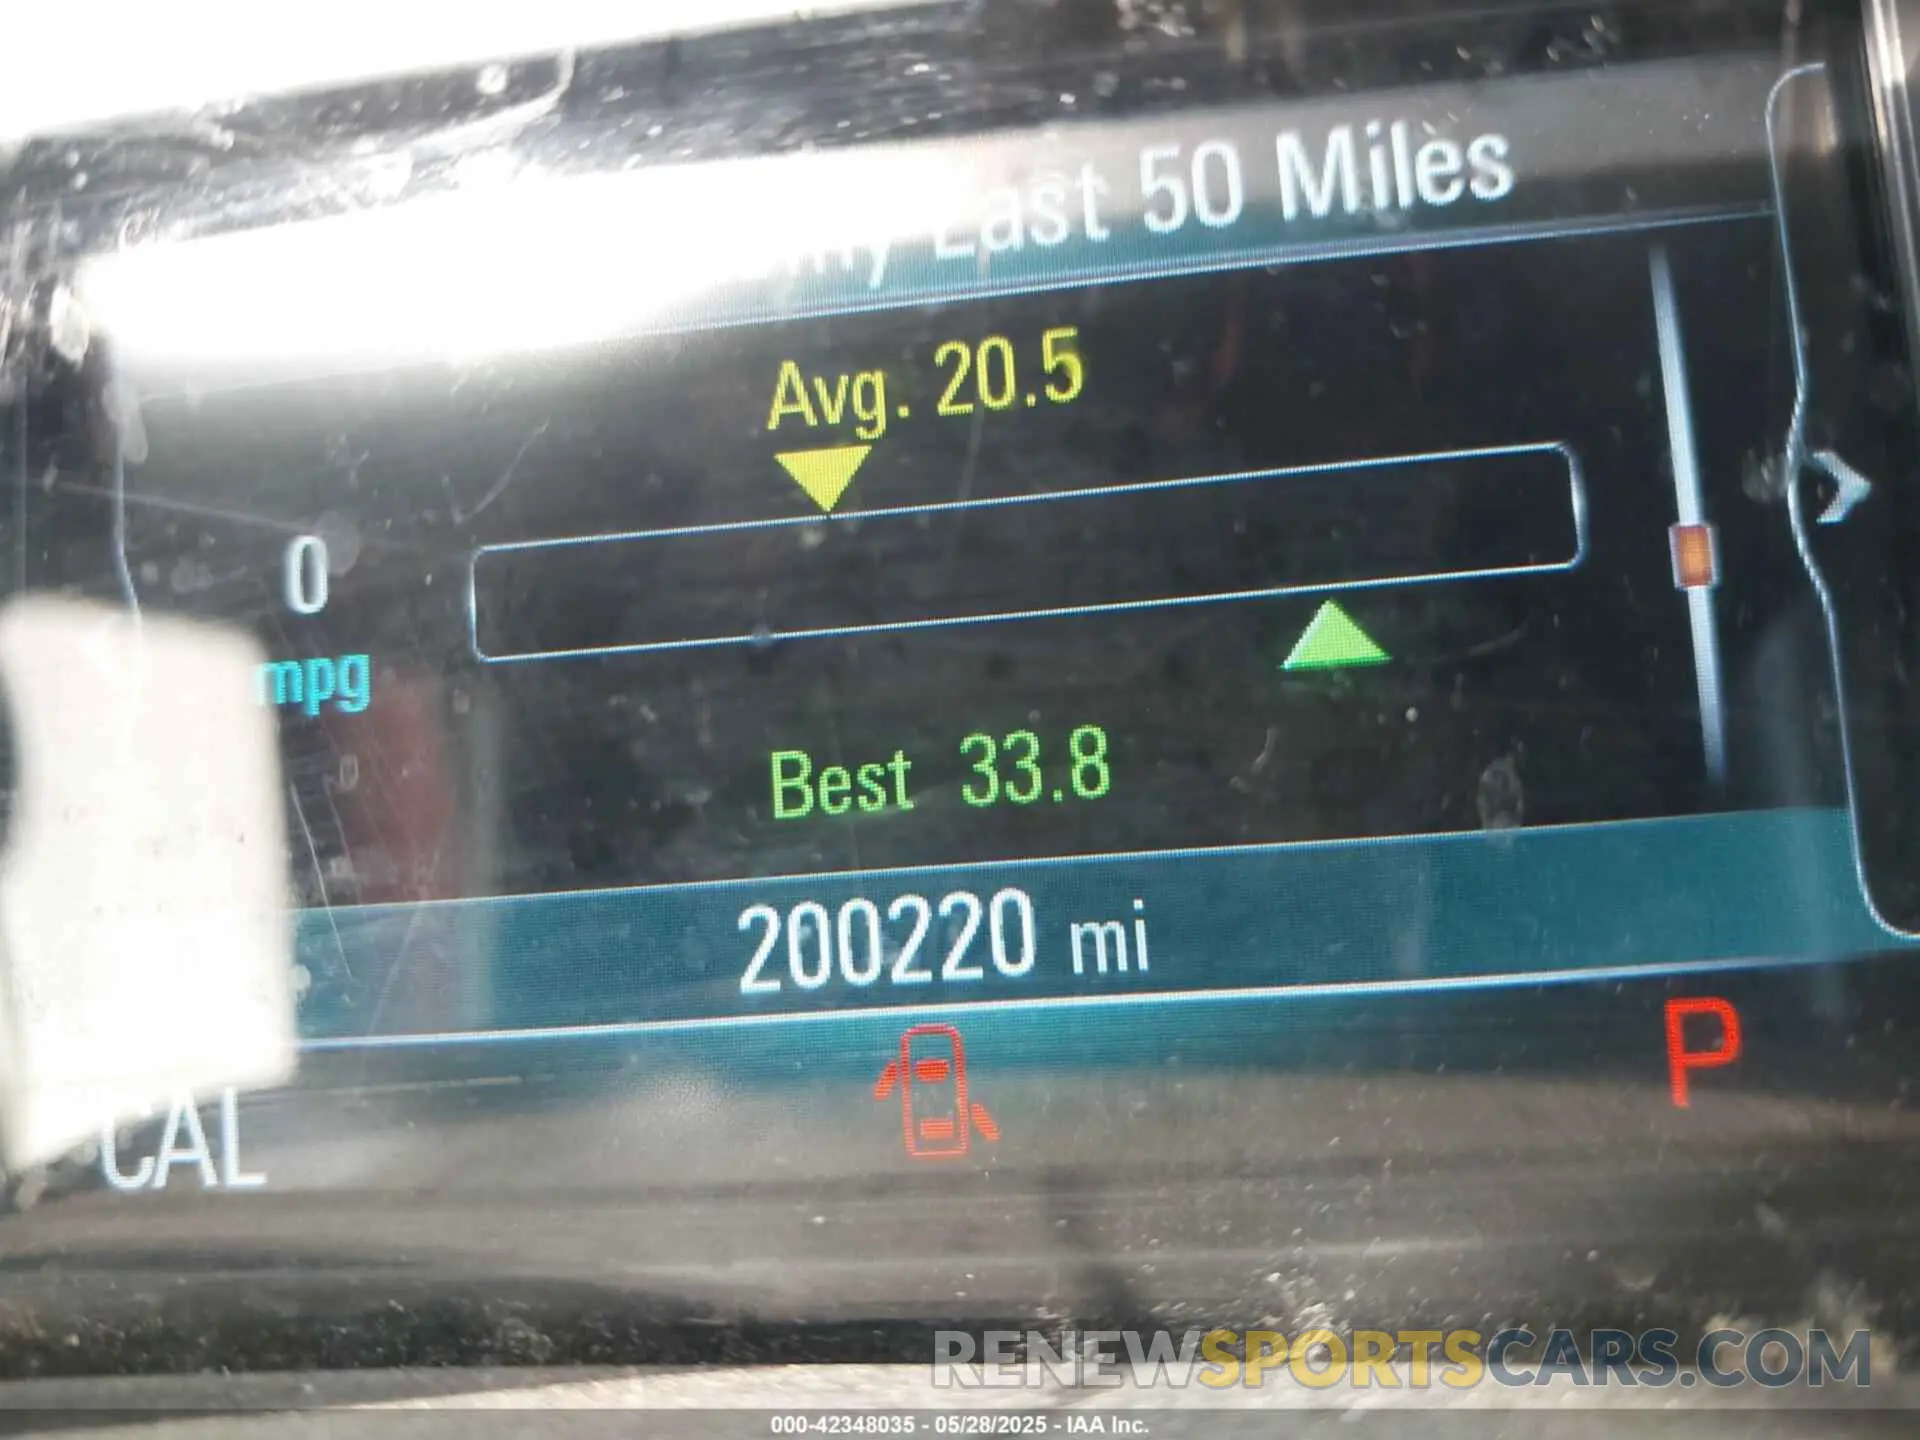 Last 50 Miles
Avg. 20.5
0
mpg
Best 33.8
200220 mi
P
CAL
RENEWSPORTSCARS.COM
000-42348035 - 05/28/2025 - IAA Inc.